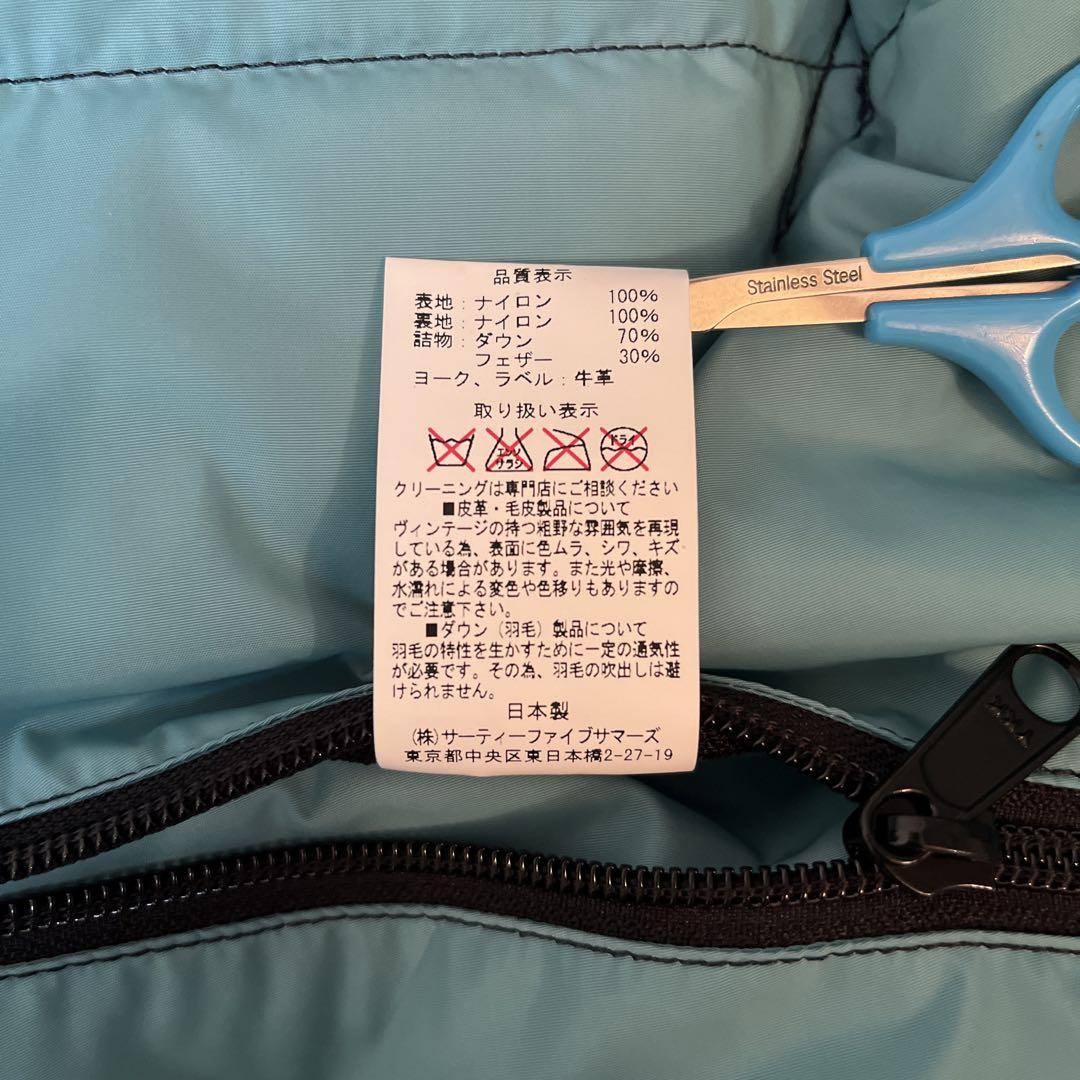 品質表示
表地:ナイロン 100%
裏地:ナイロン 100%
詰物:ダウン 70%
フェザー 30%
ヨーク、ラベル:牛革
取り扱い表示
エンソ
サラシ
ドライ
クリーニングは専門店にご相談ください
■皮革・毛皮製品について
ヴィンテージの持つ粗野な雰囲気を再現
している為、表面に色ムラ、シワ、キズ
がある場合があります。また光や摩擦、
水濡れによる変色や色移りもありますの
でご注意下さい。
■ダウン(羽毛)製品について
羽毛の特性を生かすために一定の通気性
が必要です。その為、羽毛の吹出しは避
けられません。
日本製
(株)サーティーファイブサマーズ
東京都中央区東日本橋2-27-19
Stainless Steel